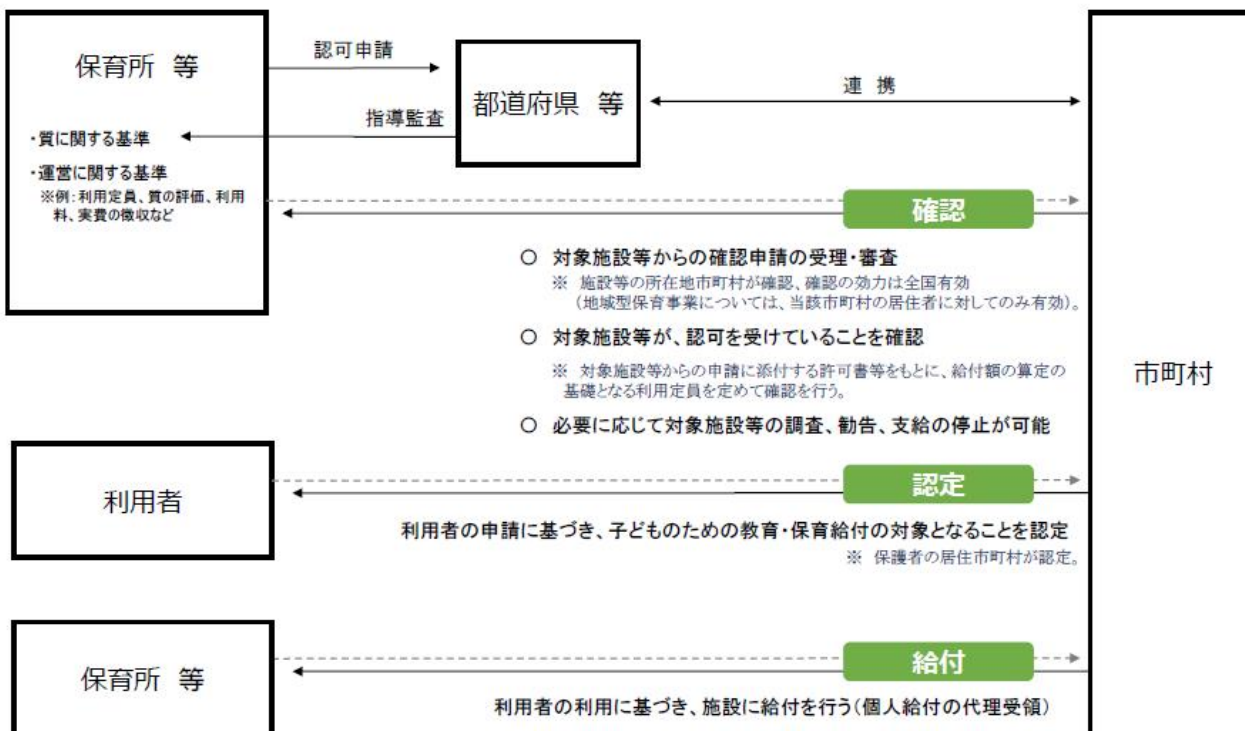 保育所 等
・質に関する基準
・運営に関する基準
※例：利用定員、質の評価、利用
料、実費の徴収など
認可申請
指導監査
都道府県 等
連 携
市町村
確認
○ 対象施設等からの確認申請の受理・審査
※ 施設等の所在地市町村が確認、確認の効力は全国有効
（地域型保育事業については、当該市町村の居住者に対してのみ有効）。
○ 対象施設等が、認可を受けていることを確認
※ 対象施設等からの申請に添付する許可書等をもとに、給付額の算定の
基礎となる利用定員を定めて確認を行う。
○ 必要に応じて対象施設等の調査、勧告、支給の停止が可能
利用者
認定
利用者の申請に基づき、子どものための教育・保育給付の対象となることを認定
※ 保護者の居住市町村が認定。
保育所 等
給付
利用者の利用に基づき、施設に給付を行う（個人給付の代理受領）